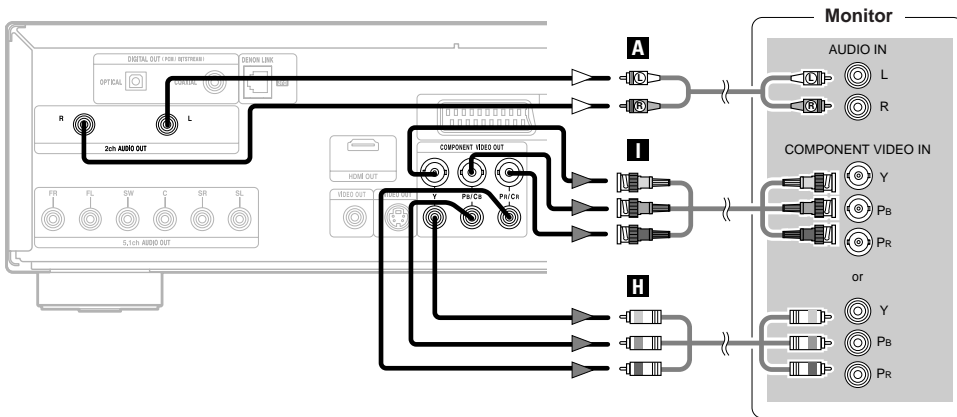 Monitor
DIGITAL OUT ( PCM / BITSTREAM )
OPTICAL
COAXIAL
DENON LINK
R
L
2ch AUDIO OUT
FR
FL
SW
C
SR
SL
5,1ch AUDIO OUT
HDMI OUT
VIDEO OUT
VIDEO OUT
COMPONENT VIDEO OUT
Y
PB/CB
PR/CR
A
L
R
I
H
AUDIO IN
L
L
R
R
COMPONENT VIDEO IN
Y
PB
PR
or
Y
PB
PR